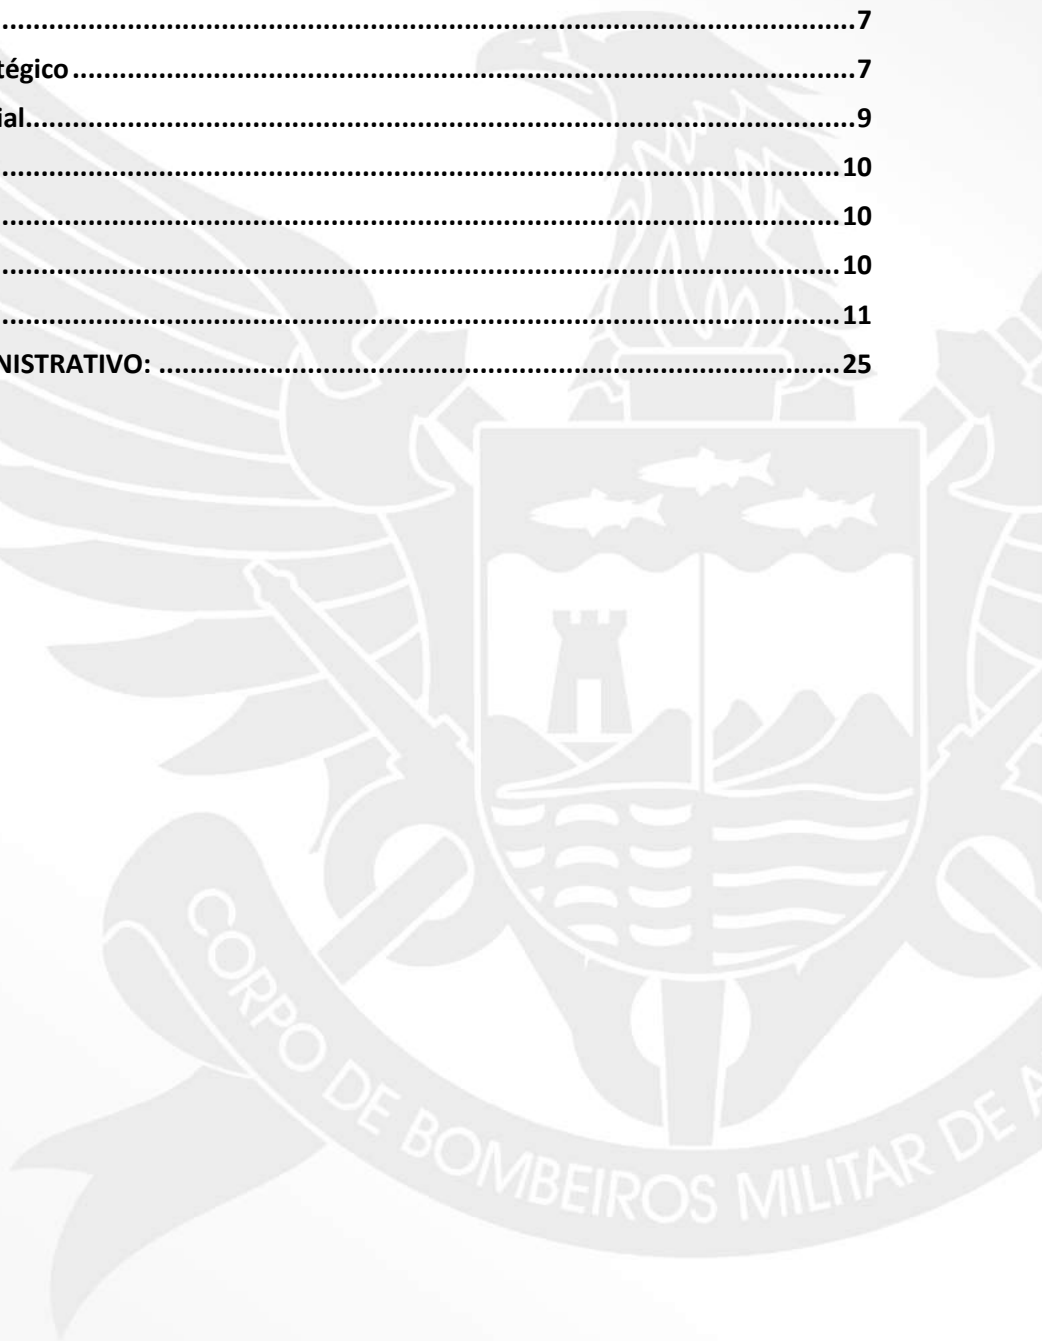 ..........7
tégico..........7
ial..........9
..........10
..........10
..........10
..........11
NISTRATIVO: ..........25
CORPO DE BOMBEIROS MILITAR DE A